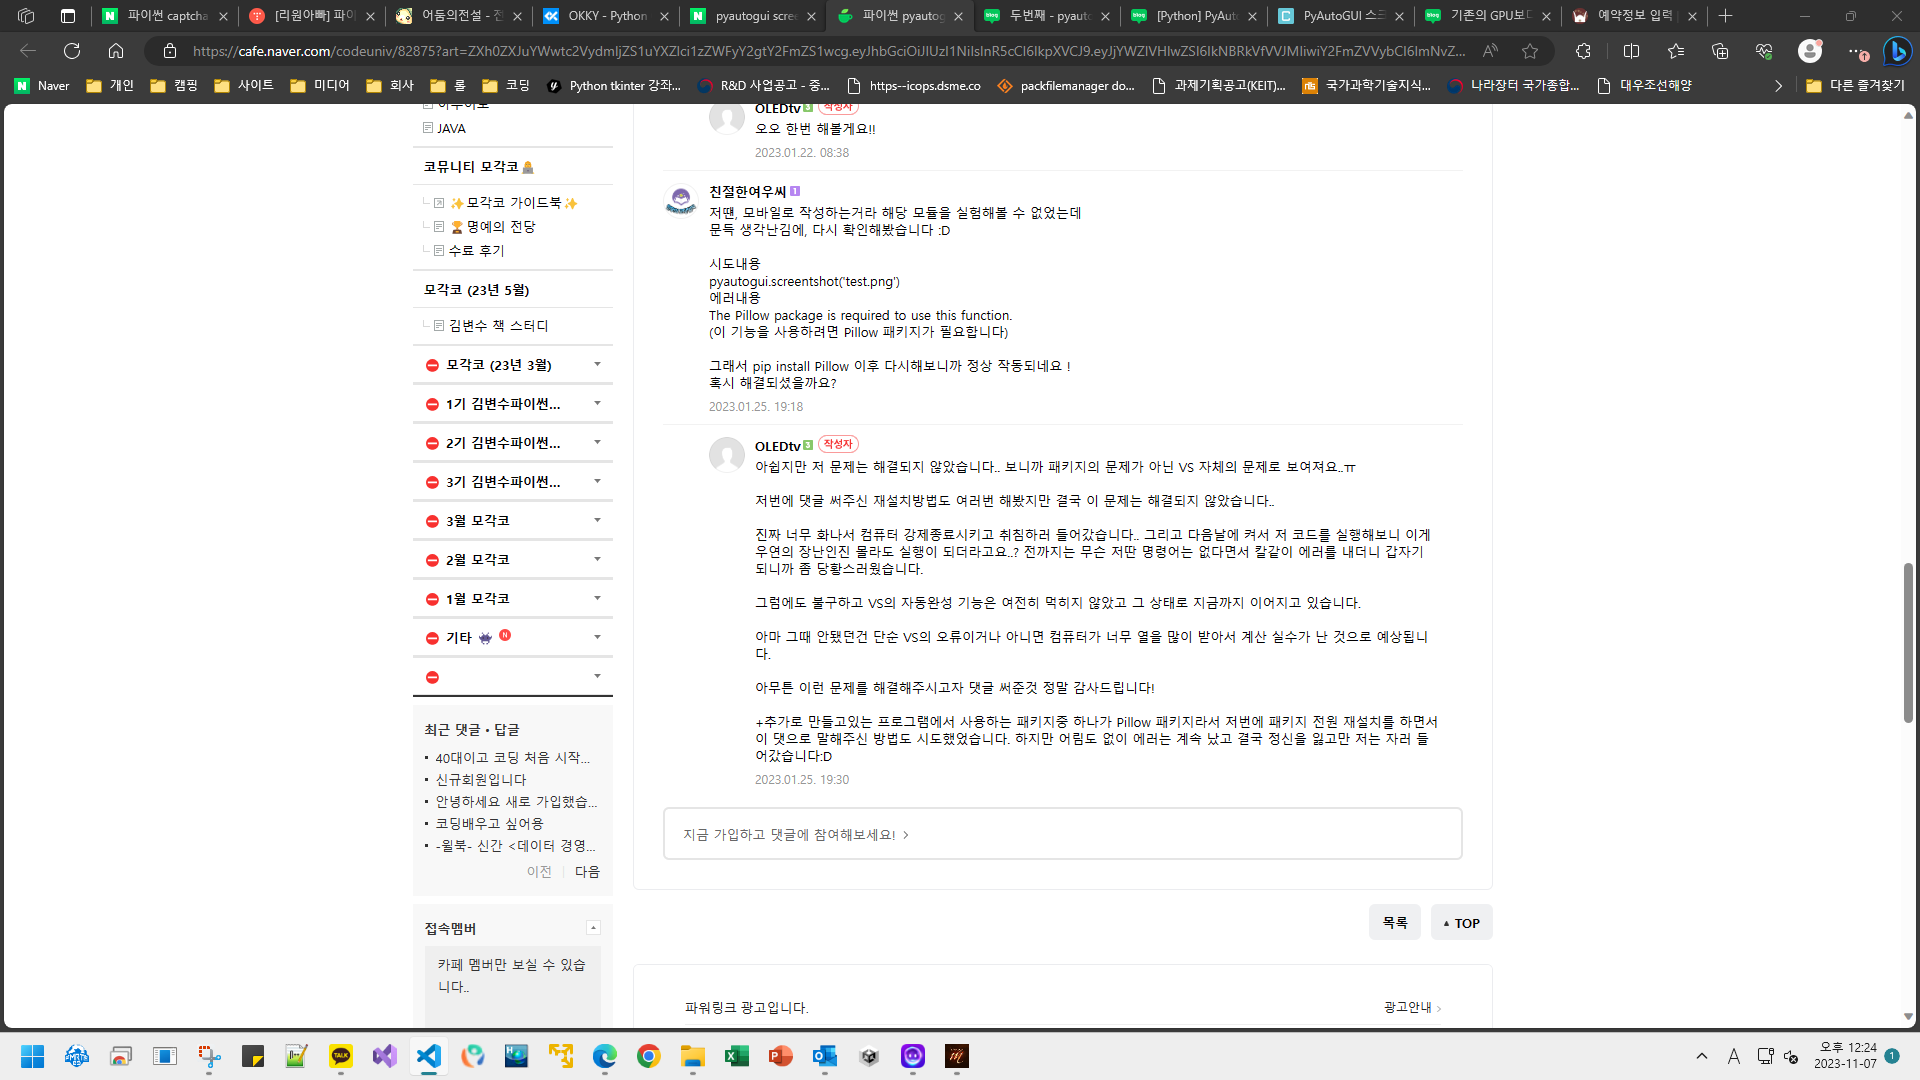 파이썬 captcha
[리원아빠] 파이
어둠의전설 - 전
OKKY - Python
pyautogui scree
파이썬 pyautog
두번째 - pyauto
[Python] PyAuto
PyAutoGUI 스크
기존의 GPU보다
예약정보 입력 |
https://cafe.naver.com/codeuniv/82875?art=
Naver
개인
캠핑
사이트
미디어
회사
롤
코딩
Python tkinter 강좌...
R&D 사업공고 - 중...
https--icops.dsme.co
packfilemanager do...
과제기획공고(KEIT)...
국가과학기술지식...
나라장터 국가종합...
대우조선해양
다른 즐겨찾기
JAVA
코뮤니티 모각코
✨모각코 가이드북✨
🏆명예의 전당
수료 후기
모각코 (23년 5월)
김변수 책 스터디
모각코 (23년 3월)
1기 김변수파이썬...
2기 김변수파이썬...
3기 김변수파이썬...
3월 모각코
2월 모각코
1월 모각코
기타 N
최근 댓글・답글
40대이고 코딩 처음 시작...
신규회원입니다
안녕하세요 새로 가입했습...
코딩배우고 싶어용
-월북- 신간 <데이터 경영...
이전 다음
접속멤버
카페 멤버만 보실 수 있습
니다..
OLEDtv 3 작성자
오오 한번 해볼게요!!
2023.01.22. 08:38
친절한여우씨 1
저땐, 모바일로 작성하는거라 해당 모듈을 실험해볼 수 없었는데
문득 생각난김에, 다시 확인해봤습니다 :D
시도내용
pyautogui.screentshot('test.png')
에러내용
The Pillow package is required to use this function.
(이 기능을 사용하려면 Pillow 패키지가 필요합니다)
그래서 pip install Pillow 이후 다시해보니까 정상 작동되네요 !
혹시 해결되셨을까요?
2023.01.25. 19:18
OLEDtv 3 작성자
아쉽지만 저 문제는 해결되지 않았습니다.. 보니까 패키지의 문제가 아닌 VS 자체의 문제로 보여져요..ㅠ
저번에 댓글 써주신 재설치방법도 여러번 해봤지만 결국 이 문제는 해결되지 않았습니다..
진짜 너무 화나서 컴퓨터 강제종료시키고 취침하러 들어갔습니다.. 그리고 다음날에 켜서 저 코드를 실행해보니 이게
우연의 장난인진 몰라도 실행이 되더라고요..? 전까지는 무슨 저딴 명령어는 없다면서 칼같이 에러를 내더니 갑자기
되니까 좀 당황스러웠습니다.
그럼에도 불구하고 VS의 자동완성 기능은 여전히 먹히지 않았고 그 상태로 지금까지 이어지고 있습니다.
아마 그때 안됐던건 단순 VS의 오류이거나 아니면 컴퓨터가 너무 열을 많이 받아서 계산 실수가 난 것으로 예상됩니
다.
아무튼 이런 문제를 해결해주시고자 댓글 써준것 정말 감사드립니다!
+추가로 만들고있는 프로그램에서 사용하는 패키지중 하나가 Pillow 패키지라서 저번에 패키지 전원 재설치를 하면서
이 댓으로 말해주신 방법도 시도했었습니다. 하지만 어림도 없이 에러는 계속 났고 결국 정신을 잃고만 저는 자러 들
어갔습니다:D
2023.01.25. 19:30
지금 가입하고 댓글에 참여해보세요! >
목록
▲ TOP
파워링크 광고입니다.
광고안내 >
A
오후 12:24
2023-11-07
1